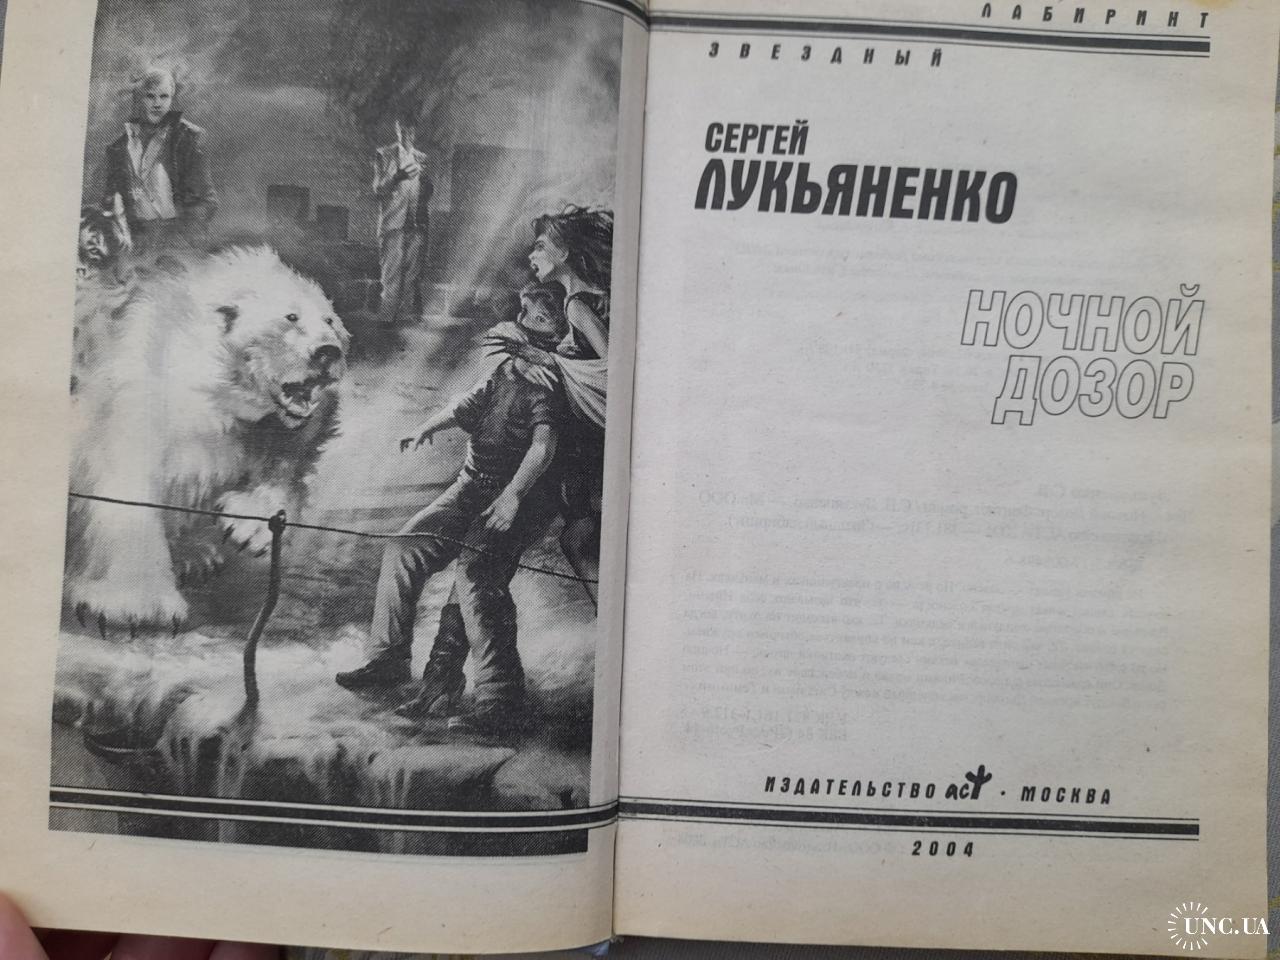 ЛАБИРИНТ
ЗВЕЗДНЫЙ
СЕРГЕЙ
ЛУКЬЯНЕНКО
НОЧНОЙ
ДОЗОР
ИЗДАТЕЛЬСТВО аст • МОСКВА
2004
UNC.UA